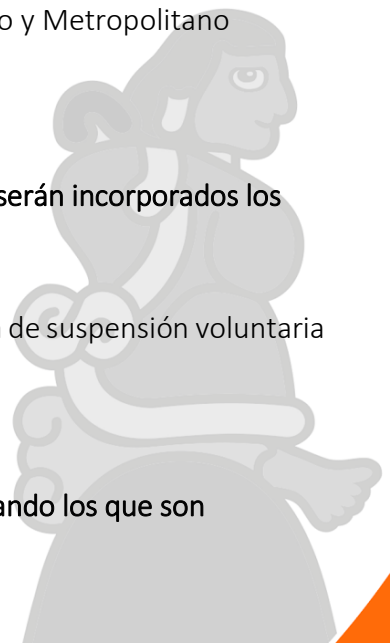 o y Metropolitano
serán incorporados los
de suspensión voluntaria
ando los que son